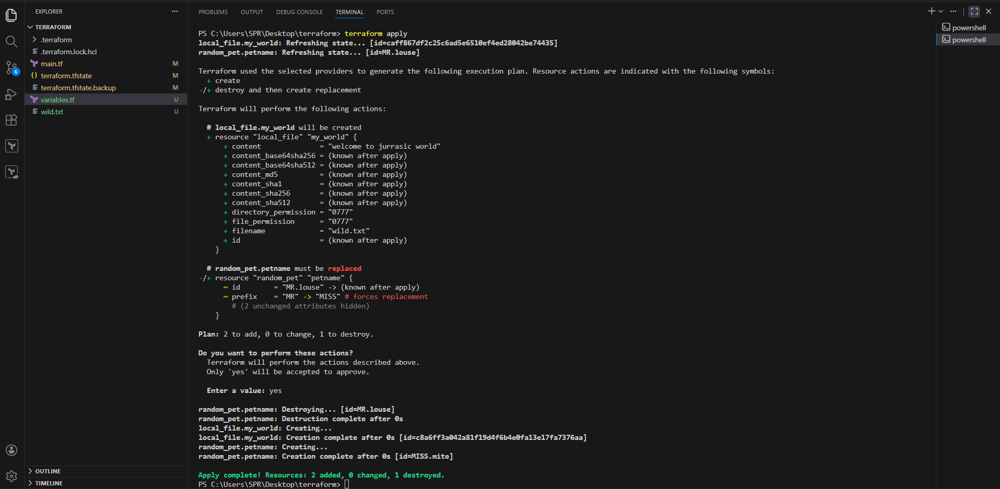 EXPLORER
TERRAFORM
.terraform
.terraform.lock.hcl
main.tf M
terraform.tfstate M
terraform.tfstate.backup M
variables.tf U
wild.txt U
6
OUTLINE
TIMELINE
PROBLEMS OUTPUT DEBUG CONSOLE TERMINAL PORTS
PS C:\Users\SPR\Desktop\terraform> terraform apply
local_file.my_world: Refreshing state... [id=caff867df2c25c6ad5e6510ef4ed28042be74435]
random_pet.petname: Refreshing state... [id=MR.louse]
Terraform used the selected providers to generate the following execution plan. Resource actions are indicated with the following symbols:
+ create
-/+ destroy and then create replacement
Terraform will perform the following actions:
# local_file.my_world will be created
+ resource "local_file" "my_world" {
+ content = "welcome to jurrasic world"
+ content_base64sha256 = (known after apply)
+ content_base64sha512 = (known after apply)
+ content_md5 = (known after apply)
+ content_sha1 = (known after apply)
+ content_sha256 = (known after apply)
+ content_sha512 = (known after apply)
+ directory_permission = "0777"
+ file_permission = "0777"
+ filename = "wild.txt"
+ id = (known after apply)
}
# random_pet.petname must be replaced
-/+ resource "random_pet" "petname" {
~ id = "MR.louse" -> (known after apply)
~ prefix = "MR" -> "MISS" # forces replacement
# (2 unchanged attributes hidden)
}
Plan: 2 to add, 0 to change, 1 to destroy.
Do you want to perform these actions?
Terraform will perform the actions described above.
Only 'yes' will be accepted to approve.
Enter a value: yes
random_pet.petname: Destroying... [id=MR.louse]
random_pet.petname: Destruction complete after 0s
local_file.my_world: Creating...
local_file.my_world: Creation complete after 0s [id=c8a6ff3a042a81f19d4f6b4e0fa13e17fa7376aa]
random_pet.petname: Creating...
random_pet.petname: Creation complete after 0s [id=MISS.mite]
Apply complete! Resources: 2 added, 0 changed, 1 destroyed.
PS C:\Users\SPR\Desktop\terraform>
powershell
powershell